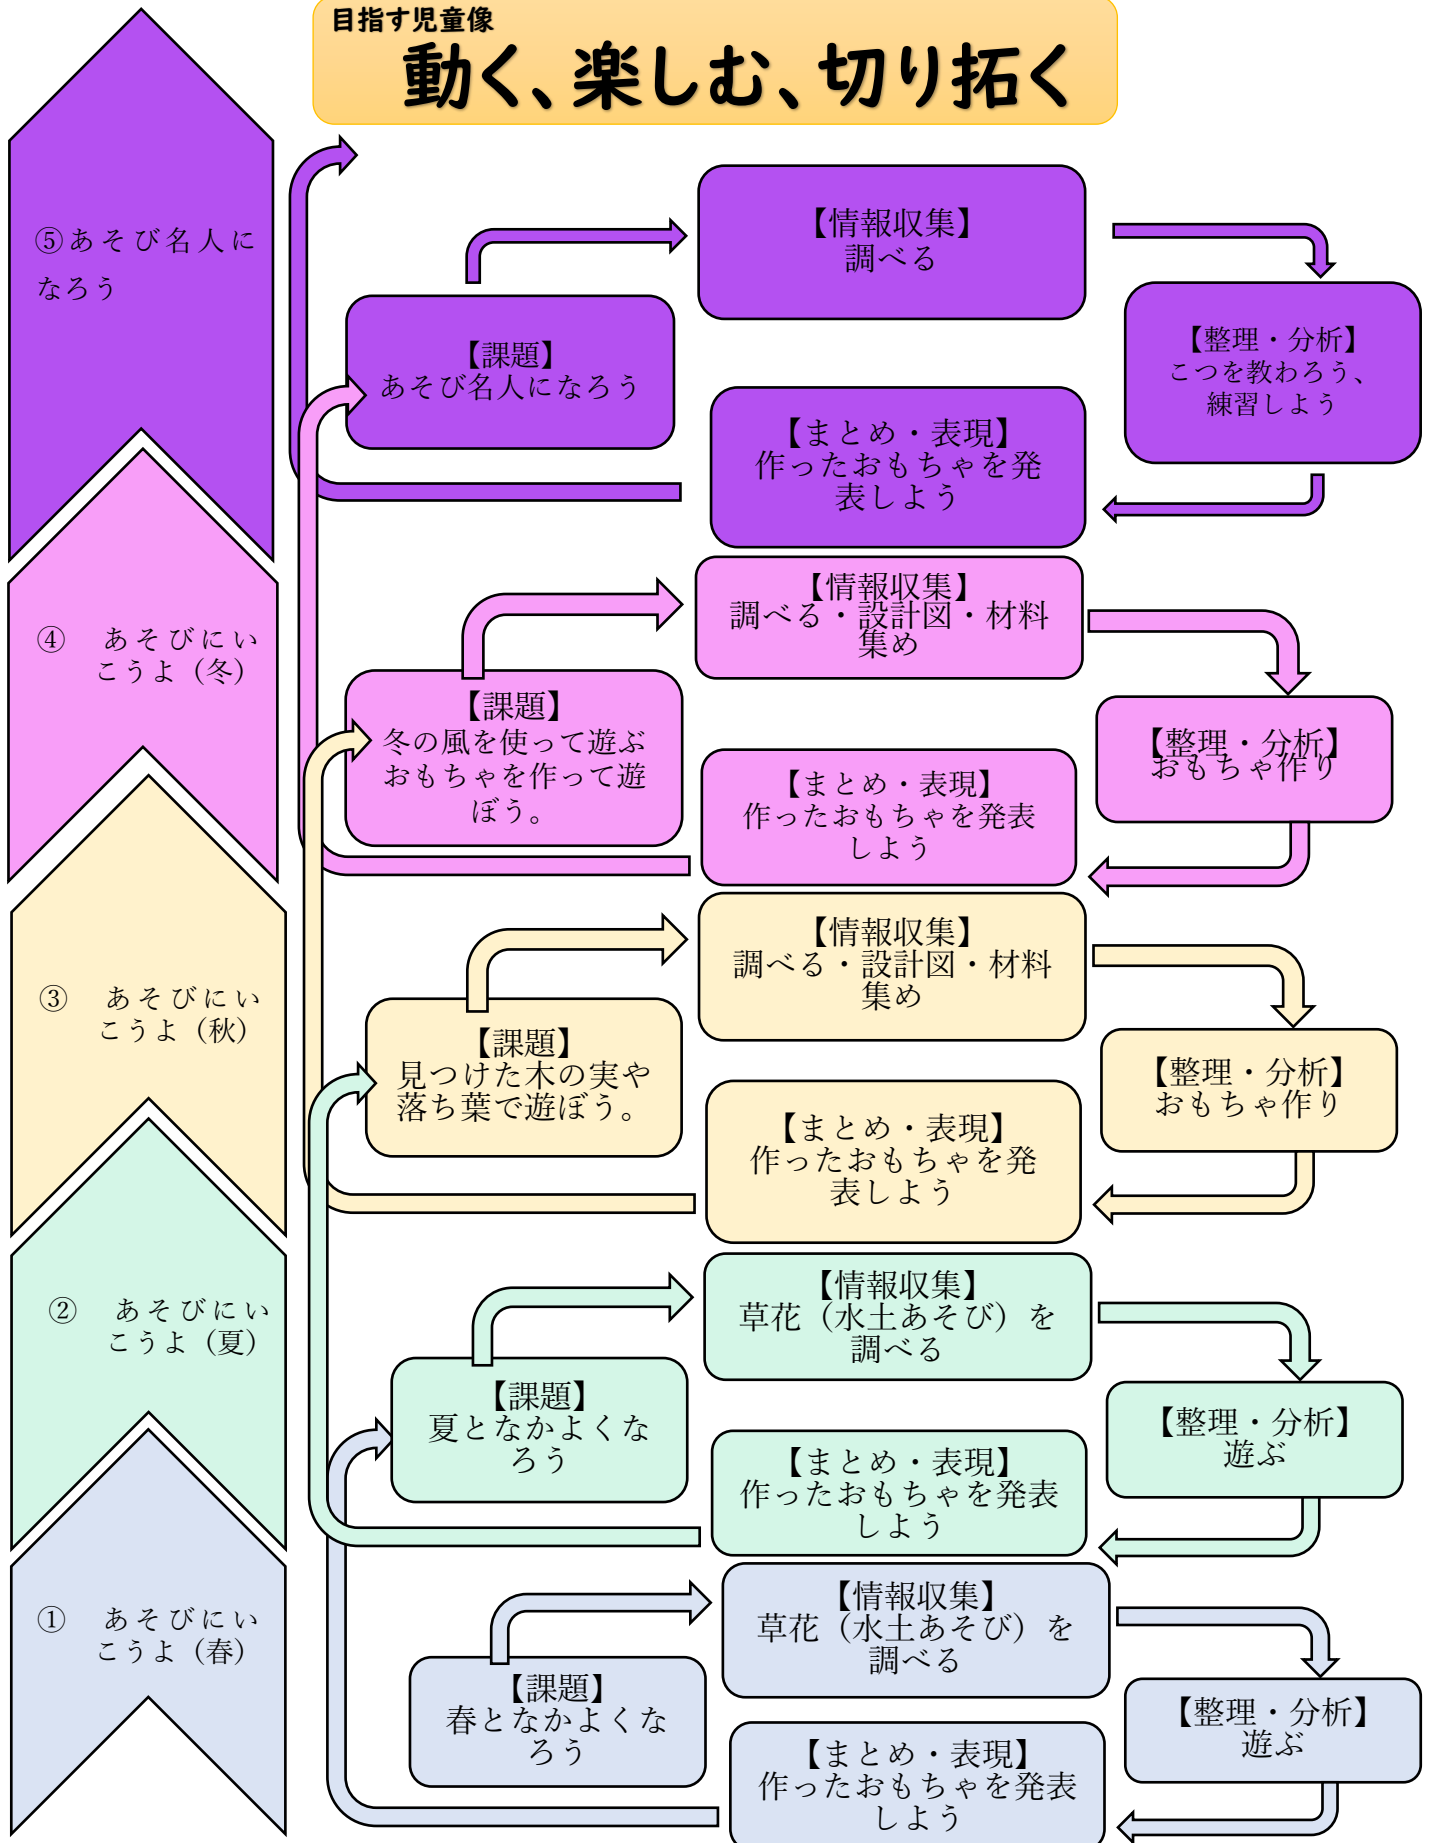 目指す児童像
動く、楽しむ、切り拓く
⑤あそび名人に
なろう
【情報収集】
調べる
【課題】
あそび名人になろう
【整理・分析】
こつを教わろう、
練習しよう
【まとめ・表現】
作ったおもちゃを発
表しよう
④　あそびにい
こうよ（冬）
【情報収集】
調べる・設計図・材料
集め
【課題】
冬の風を使って遊ぶ
おもちゃを作って遊
ぼう。
【整理・分析】
おもちゃ作り
【まとめ・表現】
作ったおもちゃを発表
しよう
③　あそびにい
こうよ（秋）
【情報収集】
調べる・設計図・材料
集め
【課題】
見つけた木の実や
落ち葉で遊ぼう。
【整理・分析】
おもちゃ作り
【まとめ・表現】
作ったおもちゃを発
表しよう
②　あそびにい
こうよ（夏）
【情報収集】
草花（水土あそび）を
調べる
【課題】
夏となかよくな
ろう
【整理・分析】
遊ぶ
【まとめ・表現】
作ったおもちゃを発表
しよう
①　あそびにい
こうよ（春）
【情報収集】
草花（水土あそび）を
調べる
【課題】
春となかよくな
ろう
【整理・分析】
遊ぶ
【まとめ・表現】
作ったおもちゃを発表
しよう